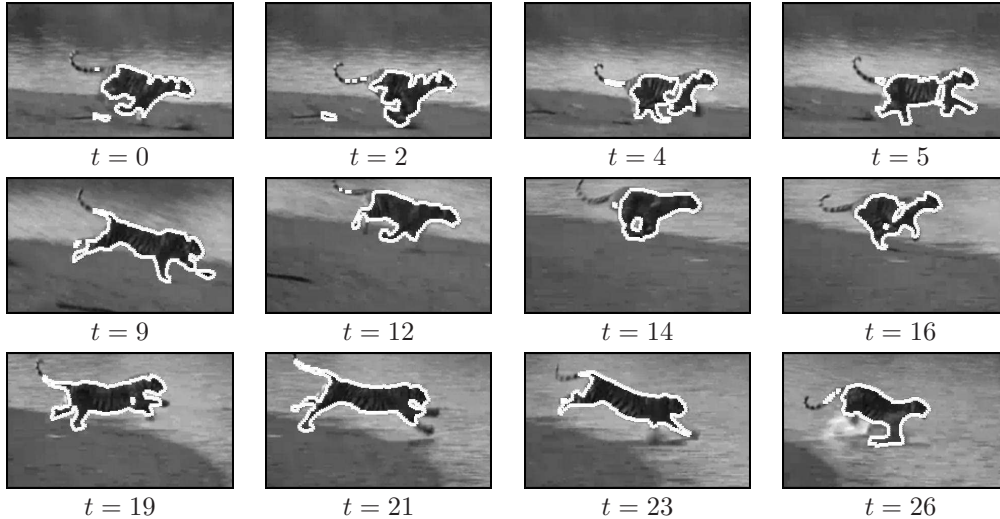 t = 0 t = 2 t = 4 t = 5
t = 9 t = 12 t = 14 t = 16
t = 19 t = 21 t = 23 t = 26